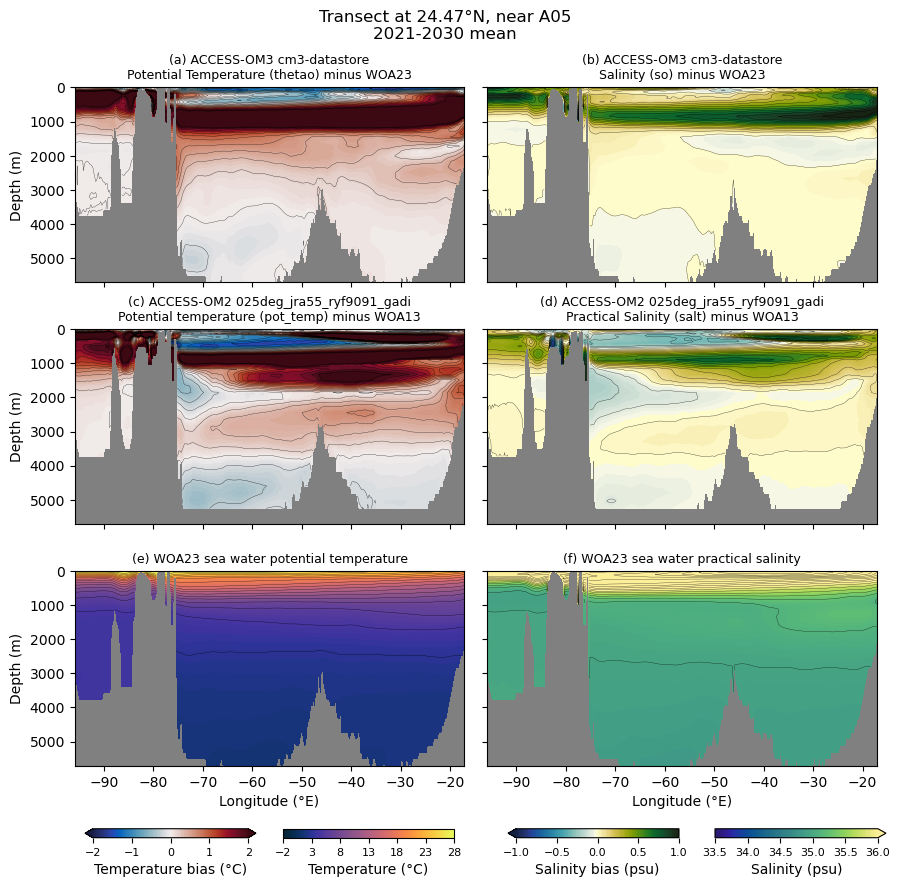 Transect at 24.47°N, near A05
2021-2030 mean
(a) ACCESS-OM3 cm3-datastore
Potential Temperature (thetao) minus WOA23
(b) ACCESS-OM3 cm3-datastore
Salinity (so) minus WOA23
0
1000
2000
3000
4000
5000
Depth (m)
(c) ACCESS-OM2 025deg_jra55_ryf9091_gadi
Potential temperature (pot_temp) minus WOA13
(d) ACCESS-OM2 025deg_jra55_ryf9091_gadi
Practical Salinity (salt) minus WOA13
0
1000
2000
3000
4000
5000
Depth (m)
(e) WOA23 sea water potential temperature
(f) WOA23 sea water practical salinity
0
1000
2000
3000
4000
5000
Depth (m)
−90 −80 −70 −60 −50 −40 −30 −20
Longitude (°E)
−90 −80 −70 −60 −50 −40 −30 −20
Longitude (°E)
−2 −1 0 1 2
Temperature bias (°C)
−2 3 8 13 18 23 28
Temperature (°C)
−1.0 −0.5 0.0 0.5 1.0
Salinity bias (psu)
33.5 34.0 34.5 35.0 35.5 36.0
Salinity (psu)